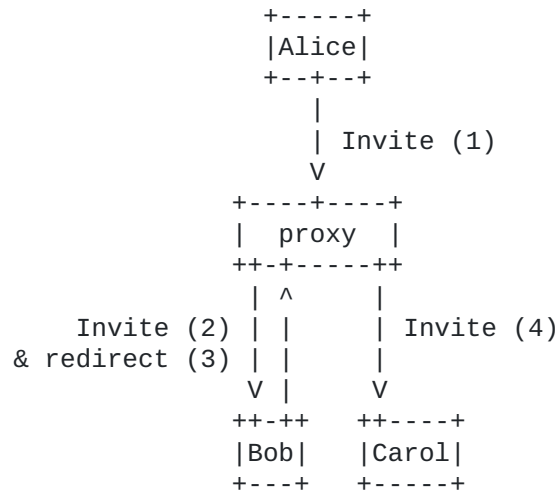 +-----+
|Alice|
+--+--+
|
| Invite (1)
V
+----+----+
|  proxy  |
++-+-----++
| ^      |
Invite (2) | |      | Invite (4)
& redirect (3) | |      |
V |      V
++-++   ++----+
|Bob|   |Carol|
+---+   +-----+